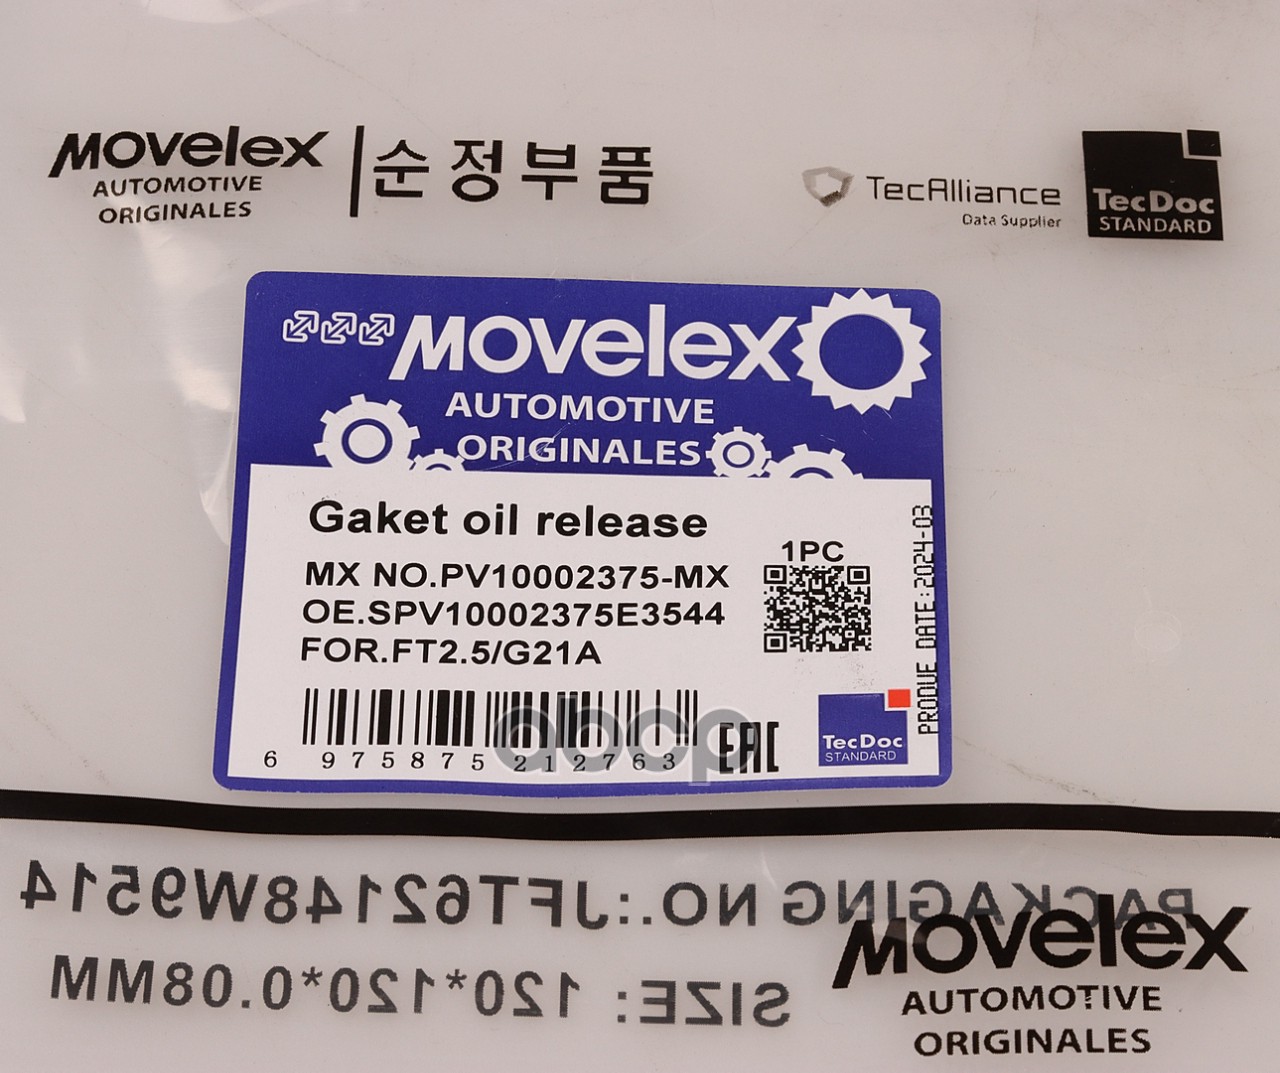 MOVelex
AUTOMOTIVE
ORIGINALES
순정부품
TecAlliance
Data Supplier
TecDoc
STANDARD
MOVelex
AUTOMOTIVE
ORIGINALES
Gaket oil release
MX NO.PV10002375-MX
OE.SPV10002375E3544
FOR.FT2.5/G21A
1PC
PRODUE DATE:2024-03
6 975875 212763
abcp
EAC
TecDoc
STANDARD
PACKAGING NO.:JFT62148W9514
SIZE: 120*120*0.08MM
MOVelex
AUTOMOTIVE
ORIGINALES